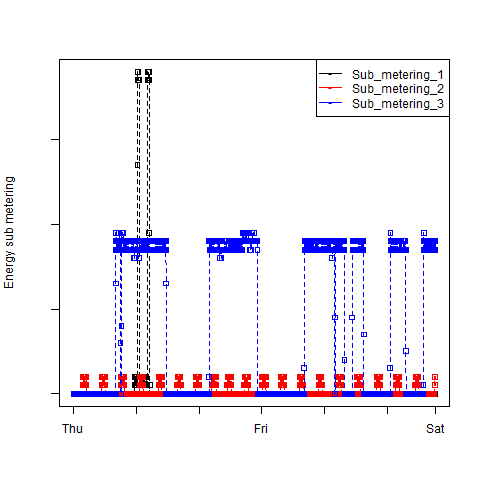 Sub_metering_1
Sub_metering_2
Sub_metering_3
Energy sub metering
Thu Fri Sat